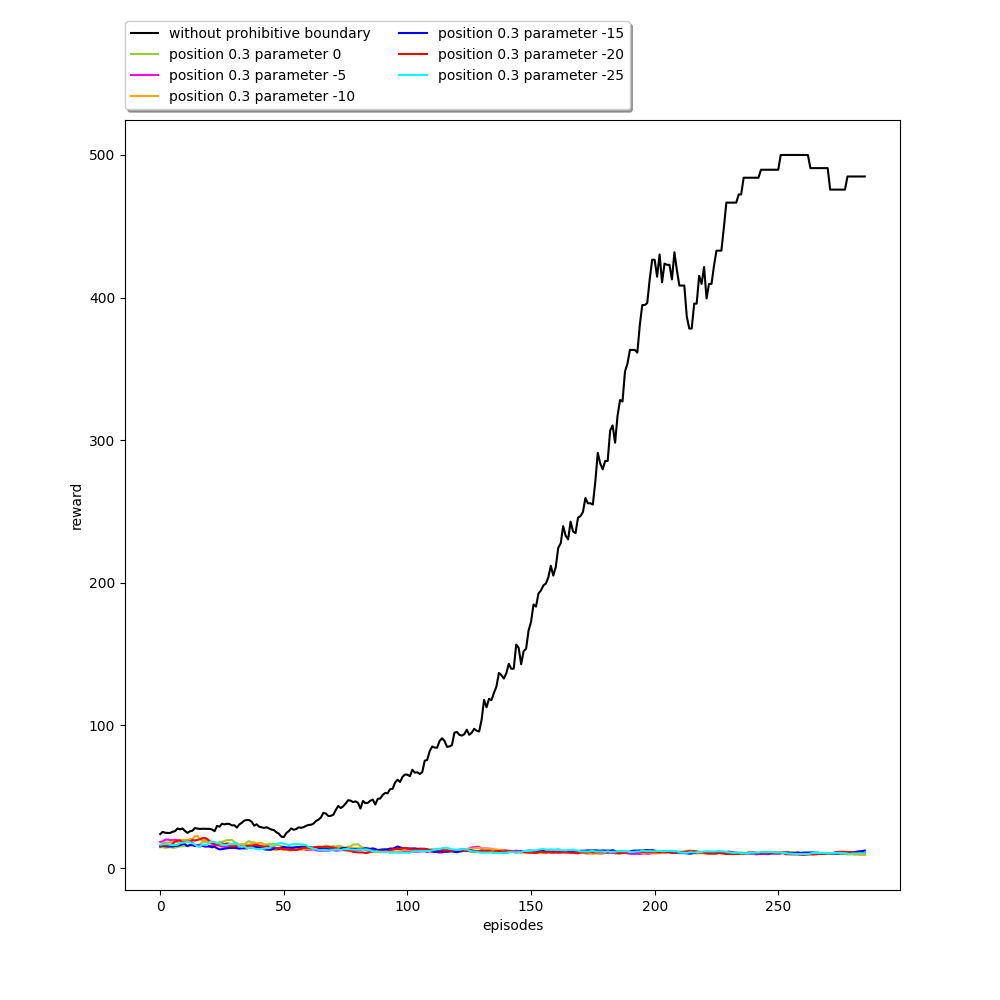 without prohibitive boundary
position 0.3 parameter 0
position 0.3 parameter -5
position 0.3 parameter -10
position 0.3 parameter -15
position 0.3 parameter -20
position 0.3 parameter -25
500
400
300
200
100
0
reward
0 50 100 150 200 250
episodes